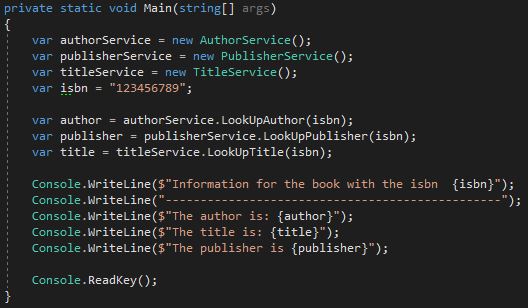 private static void Main(string[] args)
{
    var authorService = new AuthorService();
    var publisherService = new PublisherService();
    var titleService = new TitleService();
    var isbn = "123456789";

    var author = authorService.LookUpAuthor(isbn);
    var publisher = publisherService.LookUpPublisher(isbn);
    var title = titleService.LookUpTitle(isbn);

    Console.WriteLine($"Information for the book with the isbn  {isbn}");
    Console.WriteLine("------------------------------------------------");
    Console.WriteLine($"The author is: {author}");
    Console.WriteLine($"The title is: {title}");
    Console.WriteLine($"The publisher is {publisher}");

    Console.ReadKey();
}